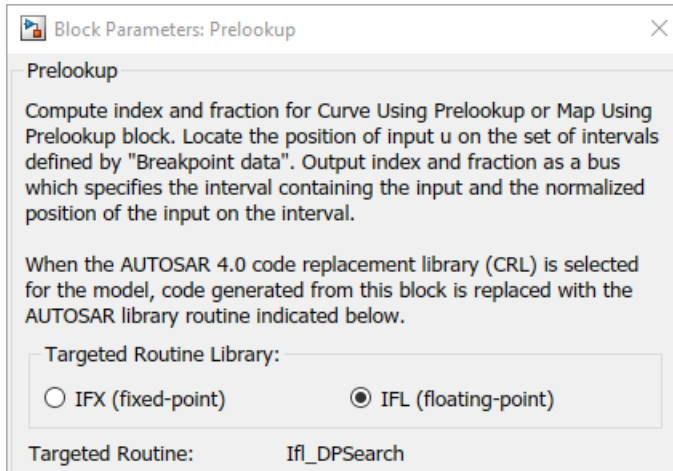 Block Parameters: Prelookup
Prelookup
Compute index and fraction for Curve Using Prelookup or Map Using
Prelookup block. Locate the position of input u on the set of intervals
defined by "Breakpoint data". Output index and fraction as a bus
which specifies the interval containing the input and the normalized
position of the input on the interval.
When the AUTOSAR 4.0 code replacement library (CRL) is selected
for the model, code generated from this block is replaced with the
AUTOSAR library routine indicated below.
Targeted Routine Library:
IFX (fixed-point) IFL (floating-point)
Targeted Routine: Ifl_DPSearch